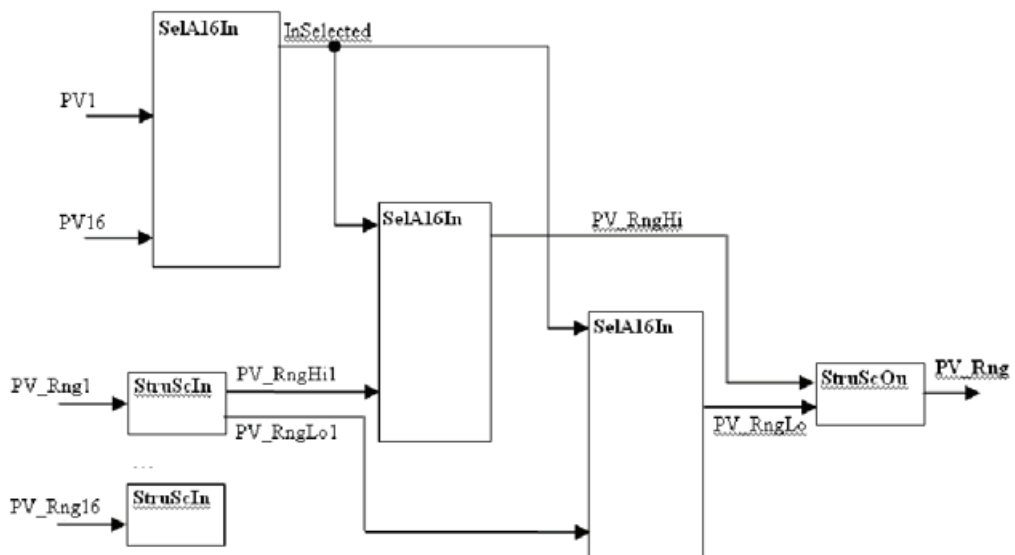 SelA16In
InSelected
PV1
PV16
SelA16In
PV_RngHi
SelA16In
PV_Rng1
StruScIn
PV_RngHi1
PV_RngLo1
StruScOu
PV_Rng
PV_RngLo
...
PV_Rng16
StruScIn